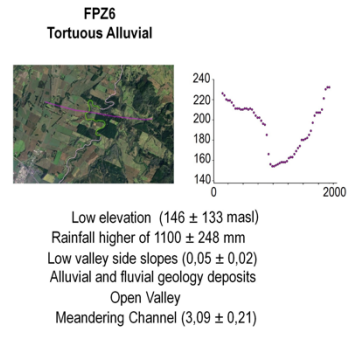 FPZ6
Tortuous Alluvial
240
220
200
180
160
140
0
2000
Low elevation (146 ± 133 masl)
Rainfall higher of 1100 ± 248 mm
Low valley side slopes (0,05 ± 0,02)
Alluvial and fluvial geology deposits
Open Valley
Meandering Channel (3,09 ± 0,21)